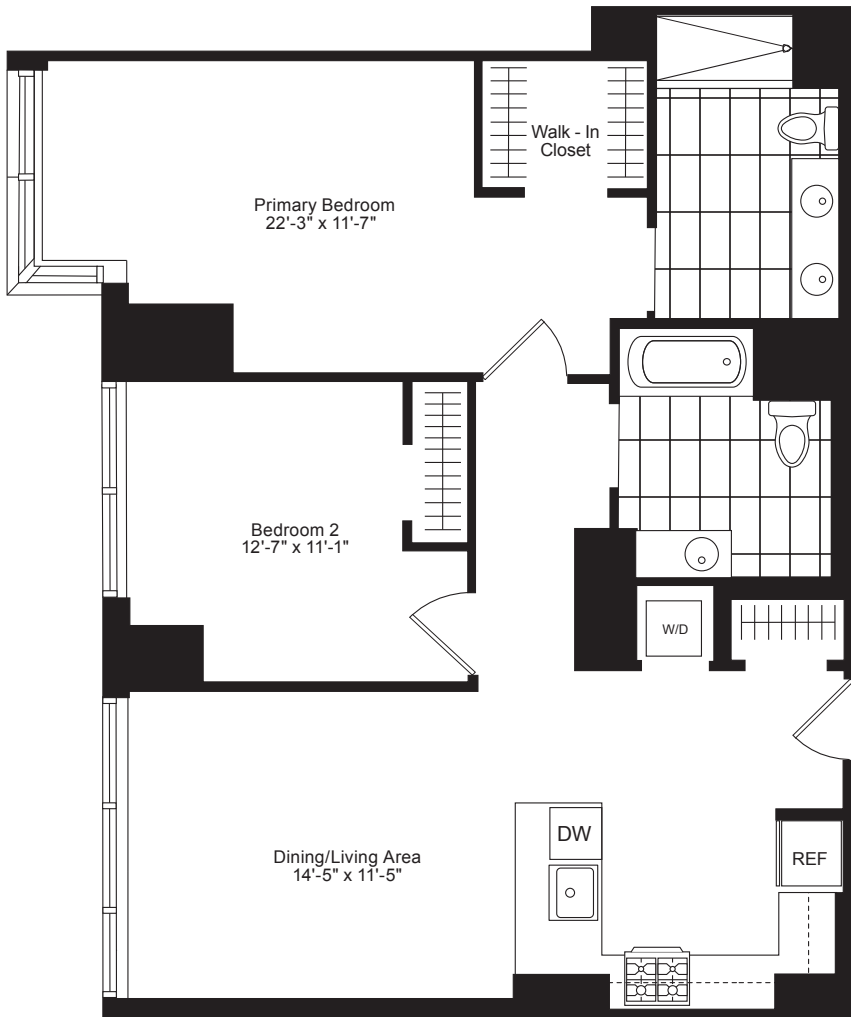 Walk - In
Closet
Primary Bedroom
22'-3" x 11'-7"
Bedroom 2
12'-7" x 11'-1"
W/D
DW
Dining/Living Area
14'-5" x 11'-5"
REF